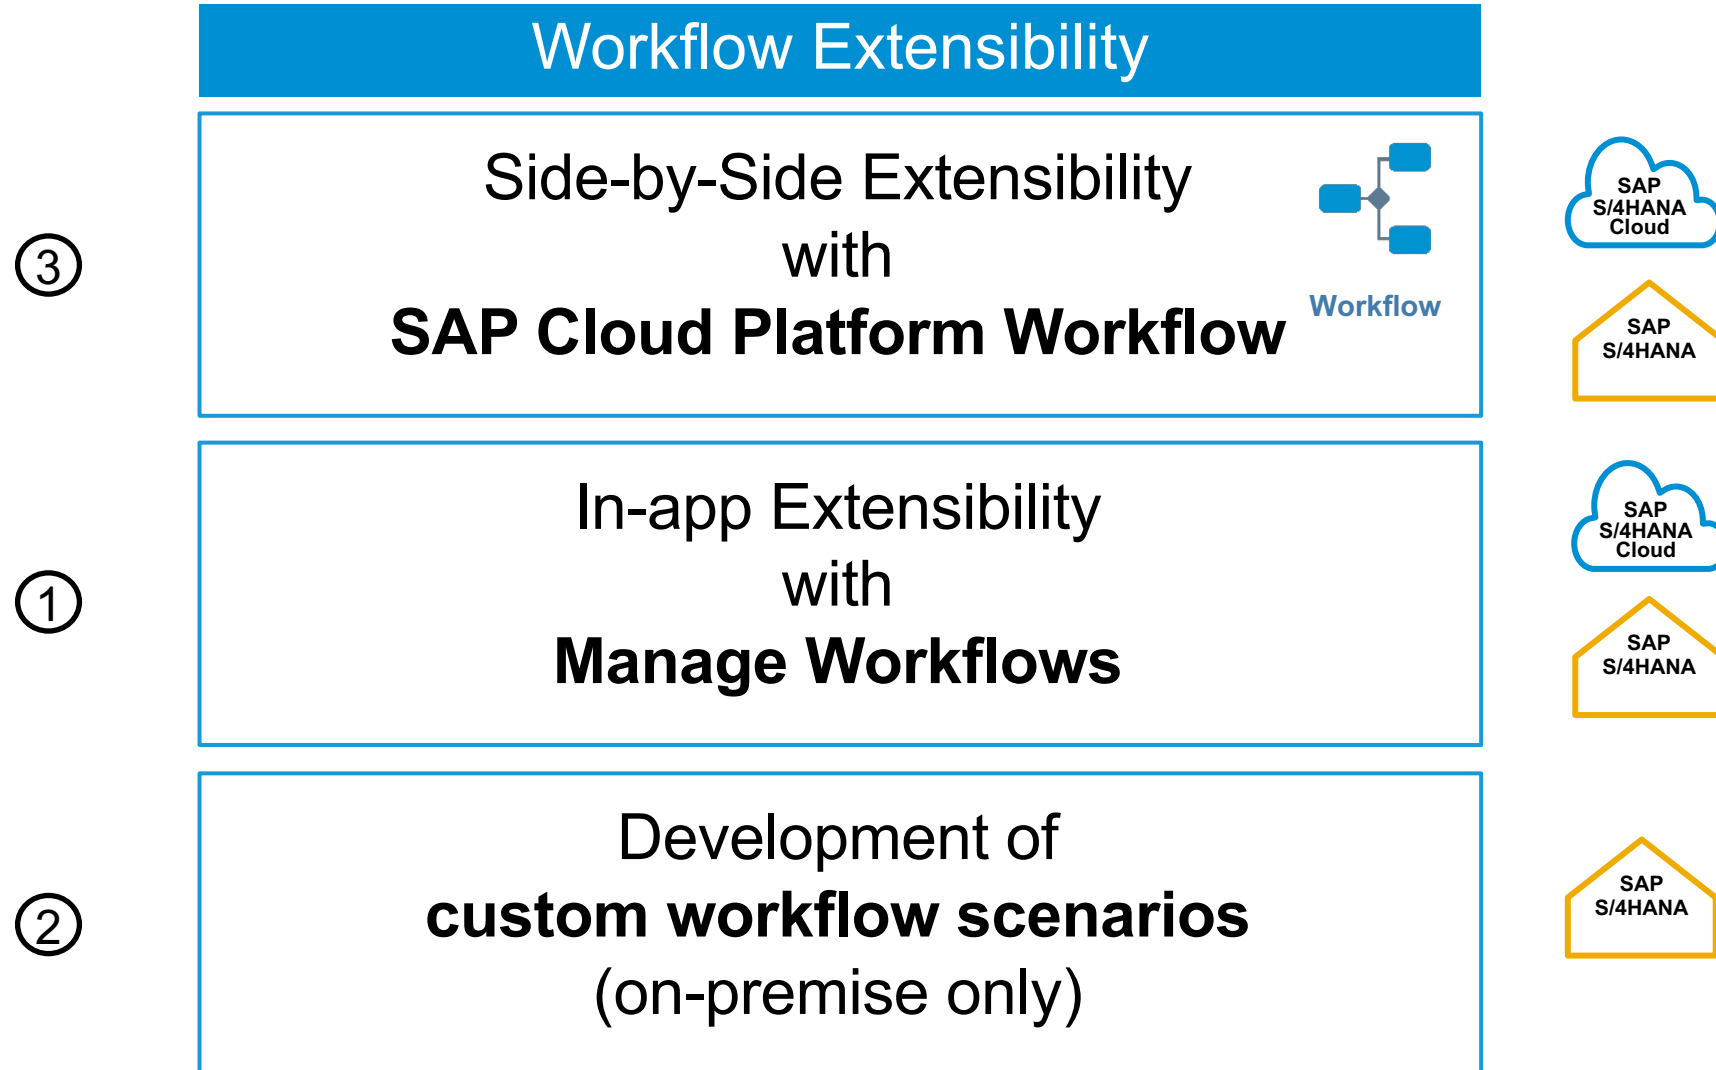 Workflow Extensibility
3
Side-by-Side Extensibility
with
SAP Cloud Platform Workflow
Workflow
SAP
S/4HANA
Cloud
SAP
S/4HANA
1
In-app Extensibility
with
Manage Workflows
SAP
S/4HANA
Cloud
SAP
S/4HANA
2
Development of
custom workflow scenarios
(on-premise only)
SAP
S/4HANA